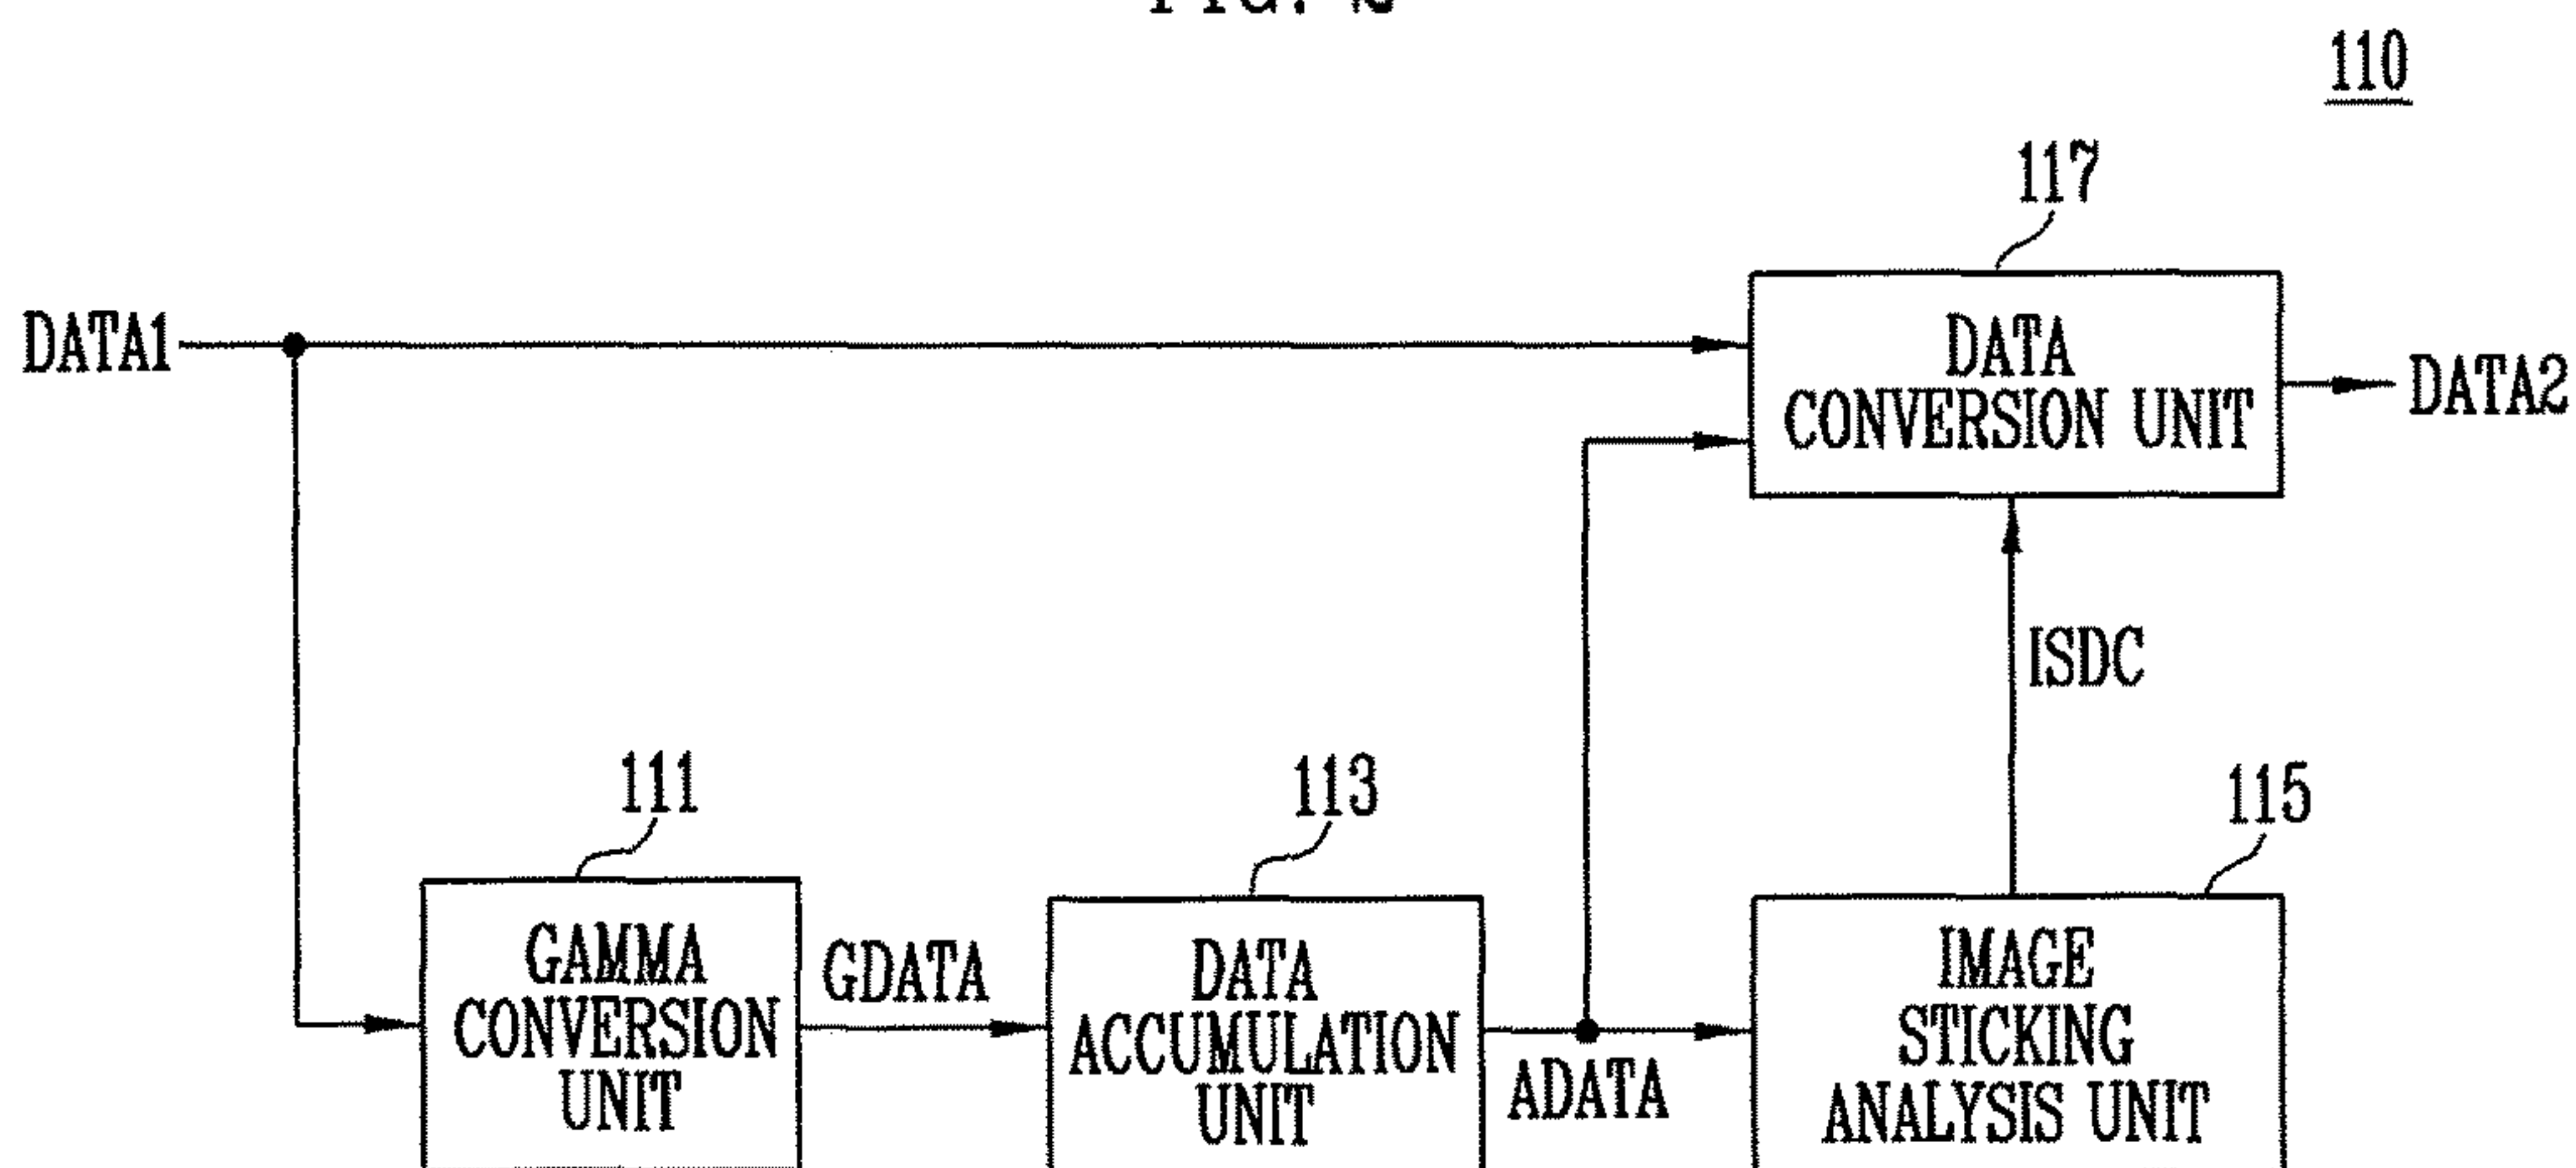 110
117
DATA1
DATA
CONVERSION UNIT
DATA2
ISDC
111
113
115
GAMMA
CONVERSION
UNIT
GDATA
DATA
ACCUMULATION
UNIT
ADATA
IMAGE
STICKING
ANALYSIS UNIT